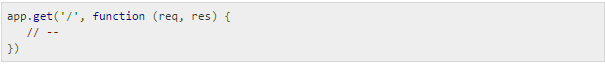 app.get('/', function (req, res) {
   // --
})